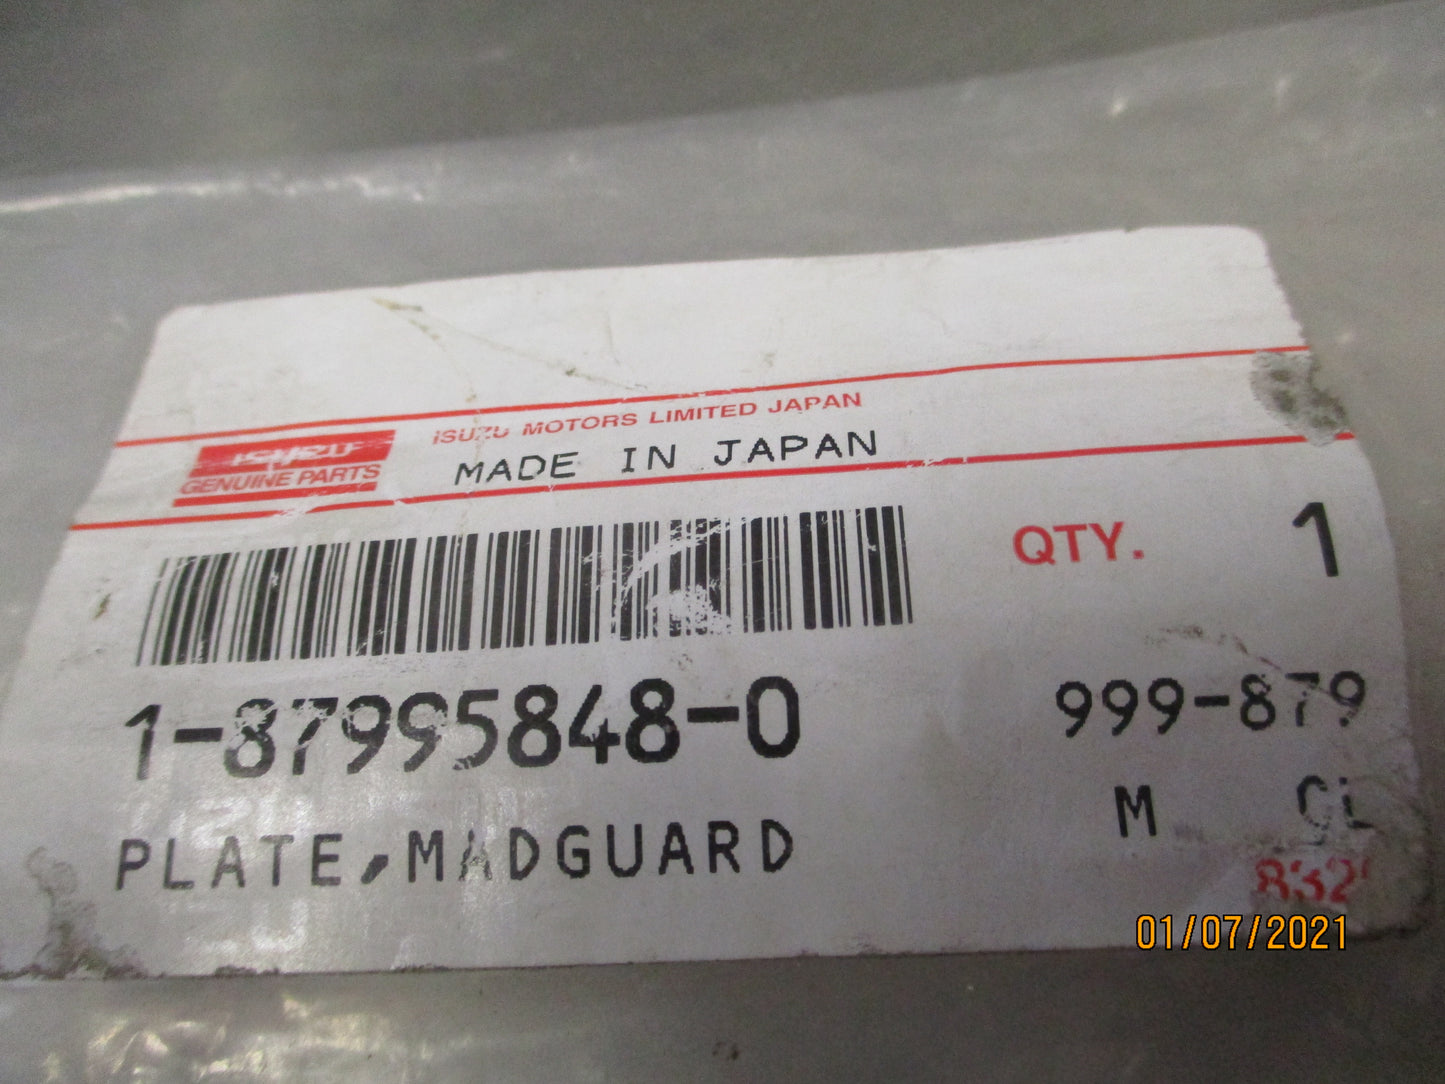 ISUZU
GENUINE PARTS
ISUZU MOTORS LIMITED JAPAN
MADE IN JAPAN
QTY. 1
1-87995848-0 999-879
PLATE,MADGUARD M
01/07/2021